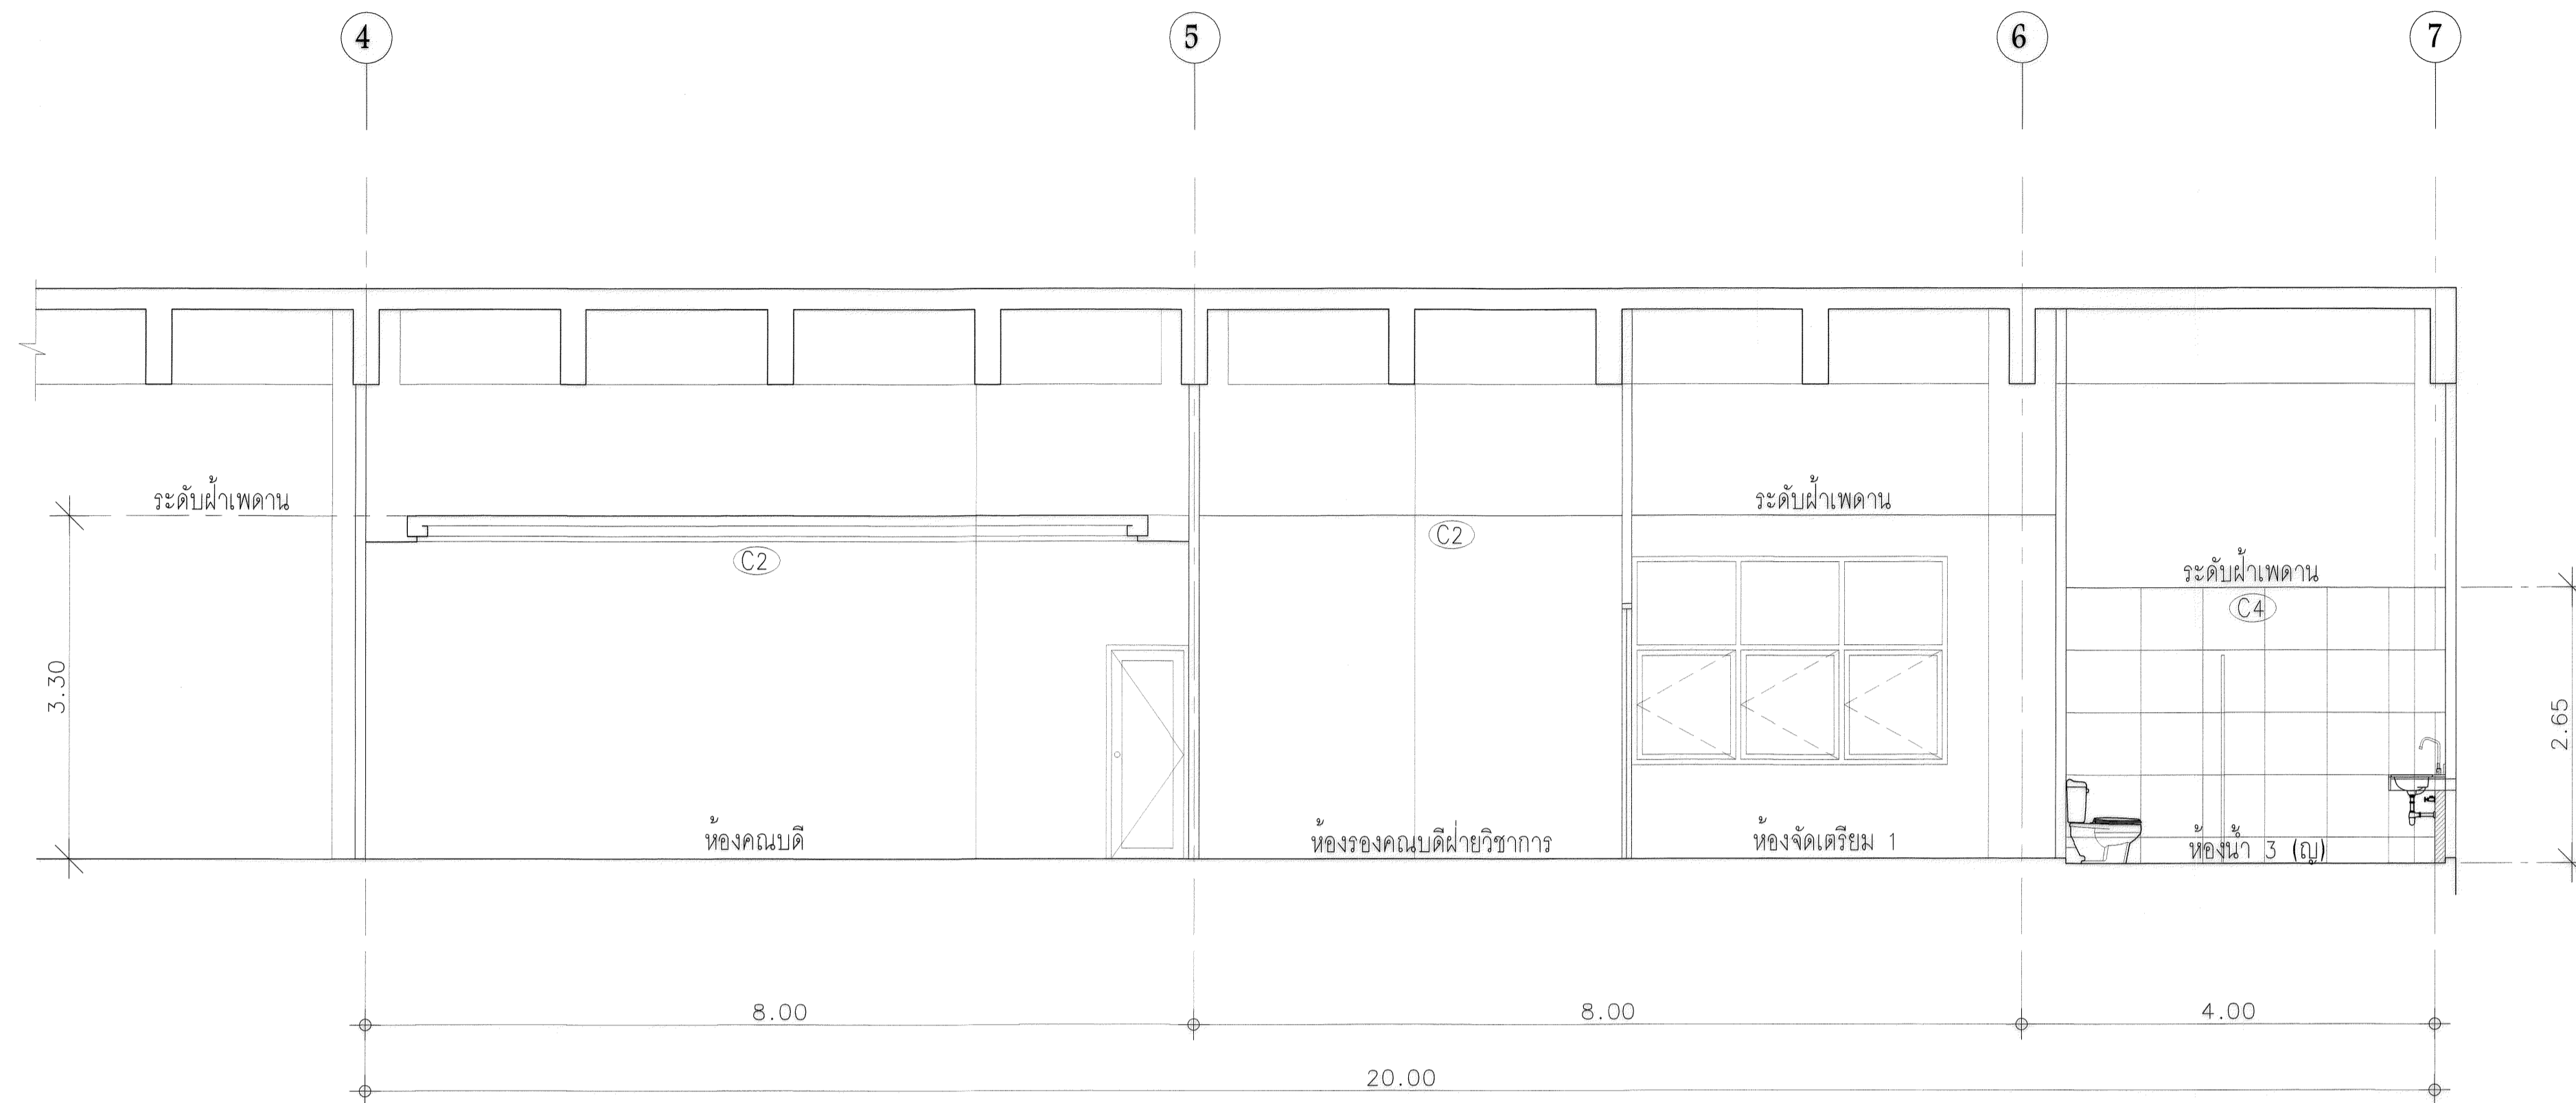 4
5
6
7
ระดับฝ้าเพดาน
ระดับฝ้าเพดาน
C2
C2
ระดับฝ้าเพดาน
C4
3.30
2.65
ห้องคณบดี
ห้องรองคณบดีฝ่ายวิชาการ
ห้องจัดเตรียม 1
ห้องน้ำ 3 (ญ)
8.00
8.00
4.00
20.00